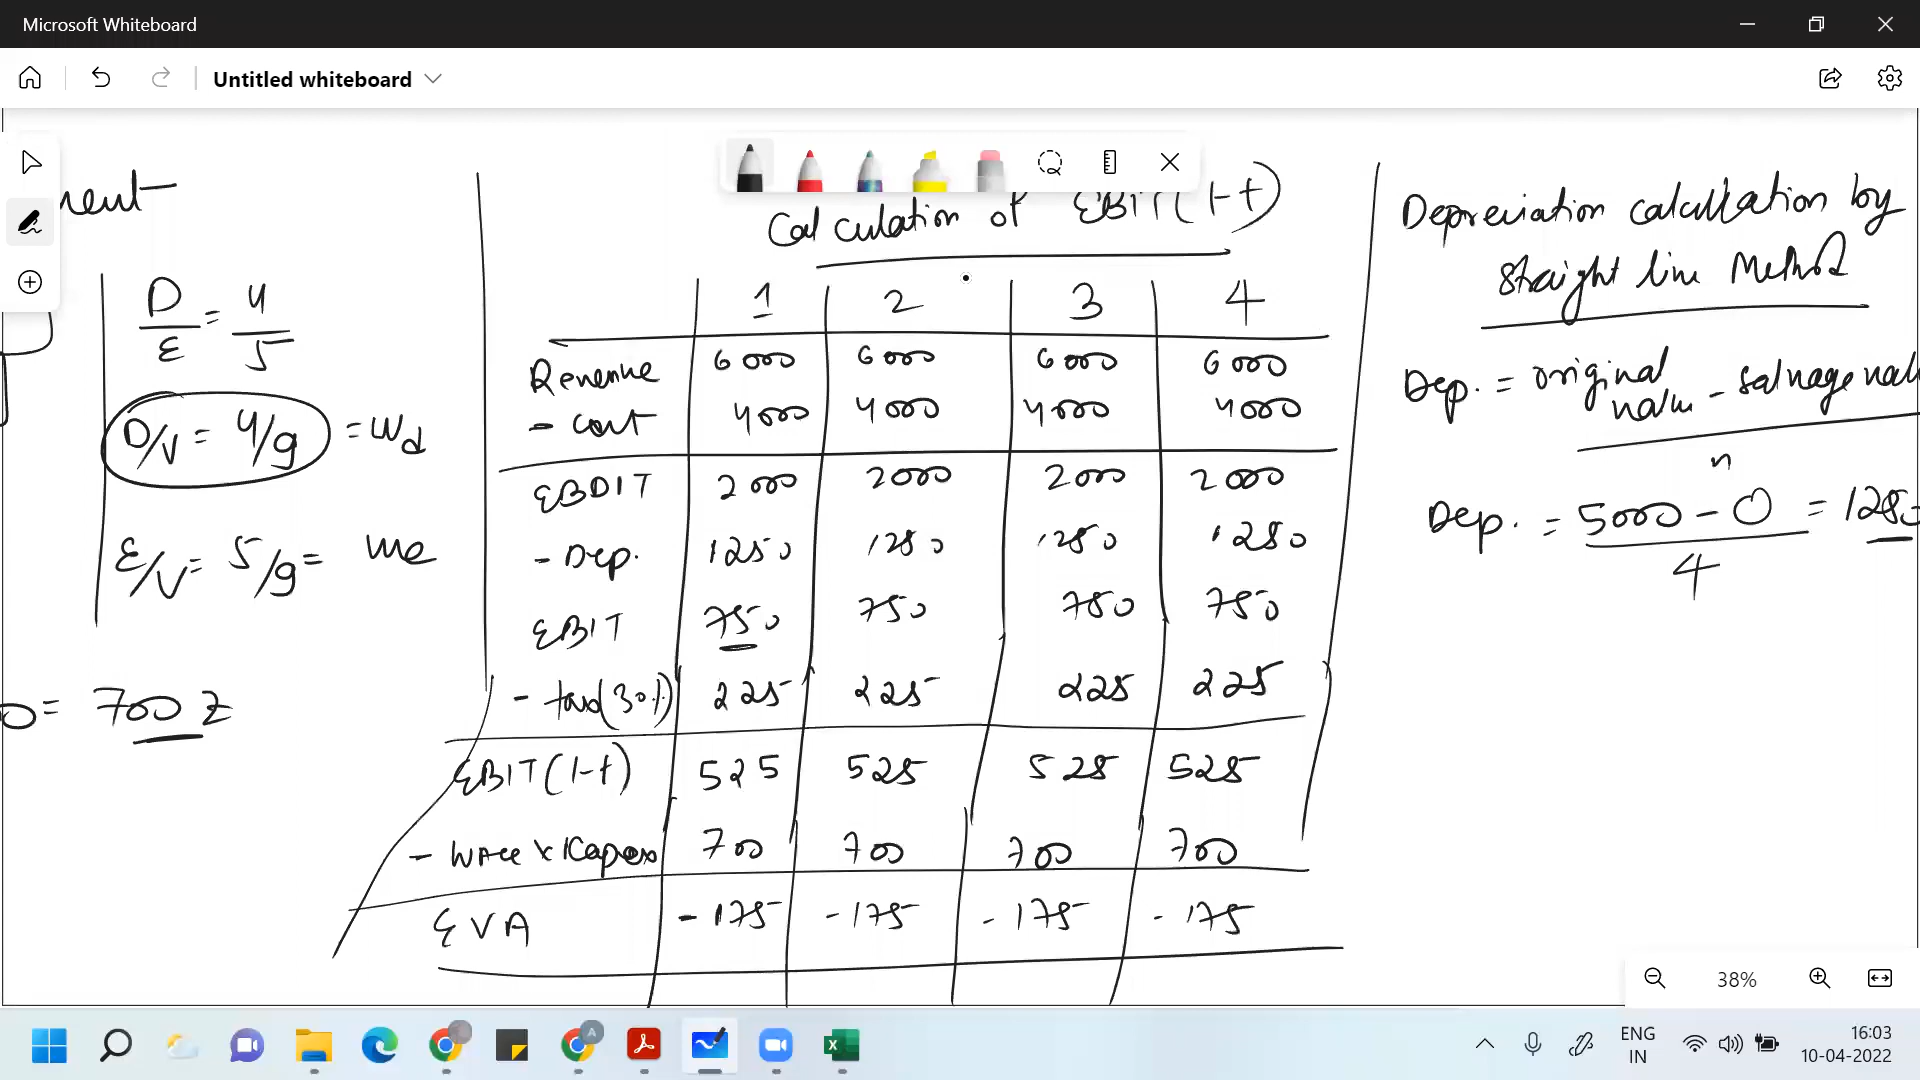 Microsoft Whiteboard
Untitled whiteboard
ment
D/E = 4/5
D/V = 4/9 = Wd
E/V = 5/9 = We
0 = 700 Z
Calculation of EBIT(1-t)
1 2 3 4
Revenue 6000 6000 6000 6000
- Cost 4000 4000 4000 4000
EBDIT 2000 2000 2000 2000
- Dep. 1250 1250 1250 1250
EBIT 750 750 750 750
- tax(30%) 225 225 225 225
EBIT(1-t) 525 525 525 525
- WACC x Capex 700 700 700 700
EVA -175 -175 -175 -175
Depreciation calculation by
straight line Method
Dep. = original value - salvage valu
n
Dep. = 5000 - 0 = 1250
4
38%
ENG
IN
16:03
10-04-2022